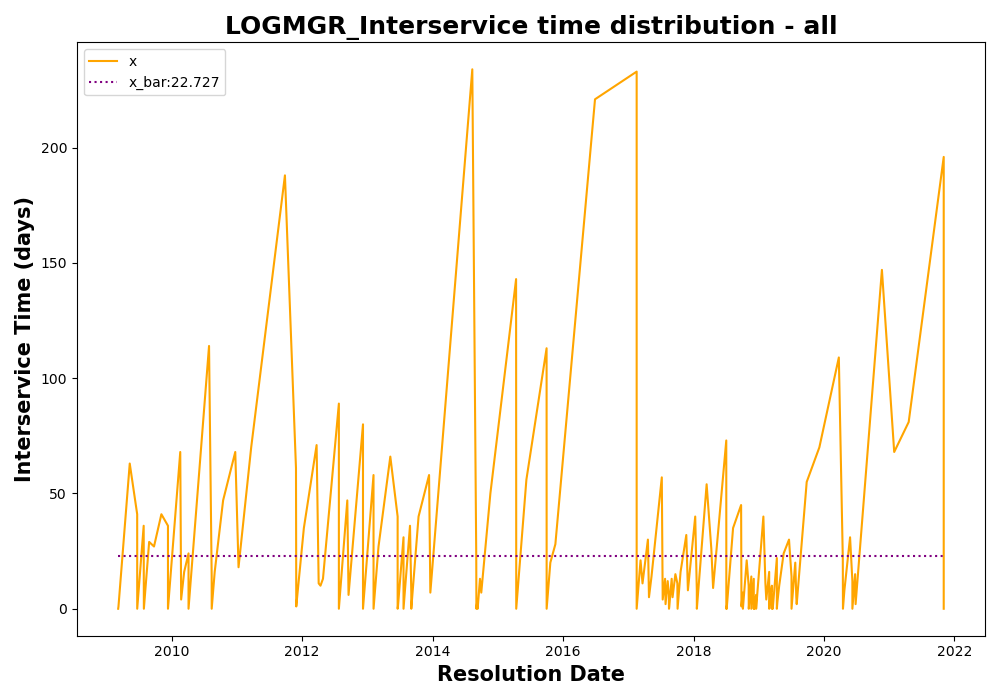 LOGMGR_Interservice time distribution - all
x
x_bar:22.727
Interservice Time (days)
200
150
100
50
0
2010 2012 2014 2016 2018 2020 2022
Resolution Date